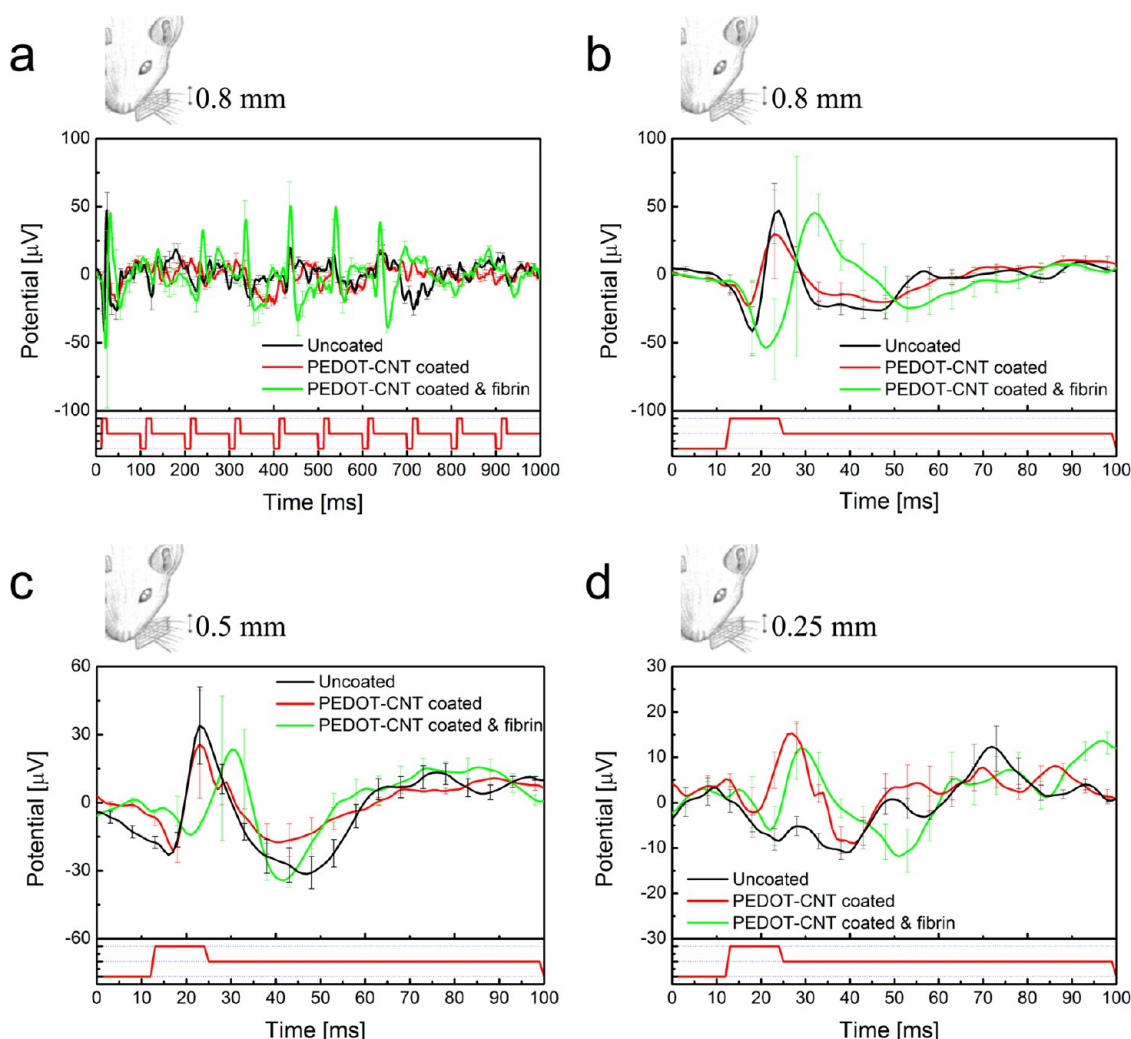 a
0.8 mm
100
50
0
-50
-100
Potential [µV]
Uncoated
PEDOT-CNT coated
PEDOT-CNT coated & fibrin
0 100 200 300 400 500 600 700 800 900 1000
Time [ms]
b
0.8 mm
100
50
0
-50
-100
Potential [µV]
Uncoated
PEDOT-CNT coated
PEDOT-CNT coated & fibrin
0 10 20 30 40 50 60 70 80 90 100
Time [ms]
c
0.5 mm
60
30
0
-30
-60
Potential [µV]
Uncoated
PEDOT-CNT coated
PEDOT-CNT coated & fibrin
0 10 20 30 40 50 60 70 80 90 100
Time [ms]
d
0.25 mm
30
20
10
0
-10
-20
-30
Potential [µV]
Uncoated
PEDOT-CNT coated
PEDOT-CNT coated & fibrin
0 10 20 30 40 50 60 70 80 90 100
Time [ms]